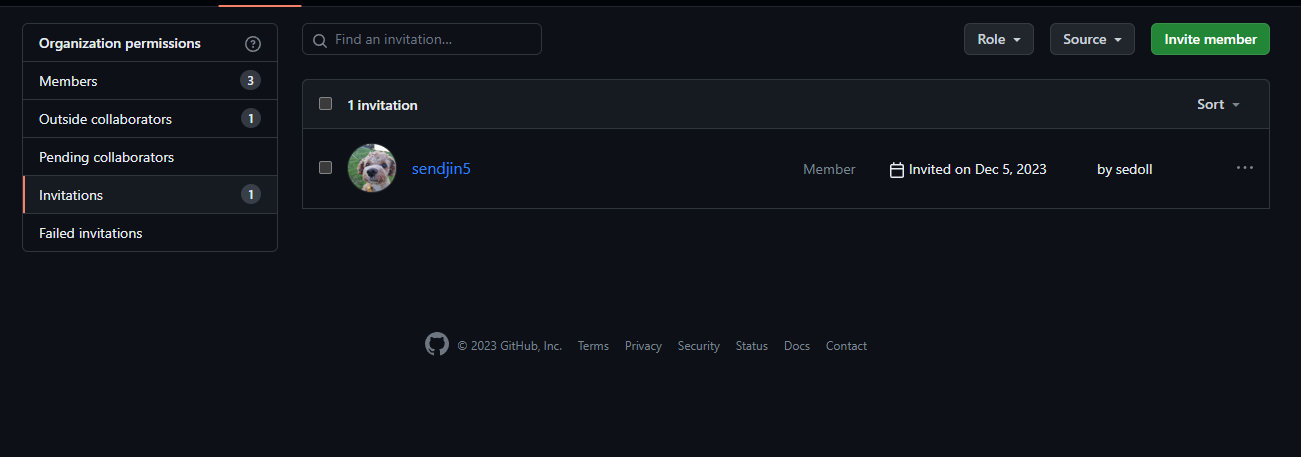 Organization permissions
Members 3
Outside collaborators 1
Pending collaborators
Invitations 1
Failed invitations
Find an invitation...
Role
Source
Invite member
1 invitation
Sort
sendjin5
Member
Invited on Dec 5, 2023
by sedoll
© 2023 GitHub, Inc. Terms Privacy Security Status Docs Contact